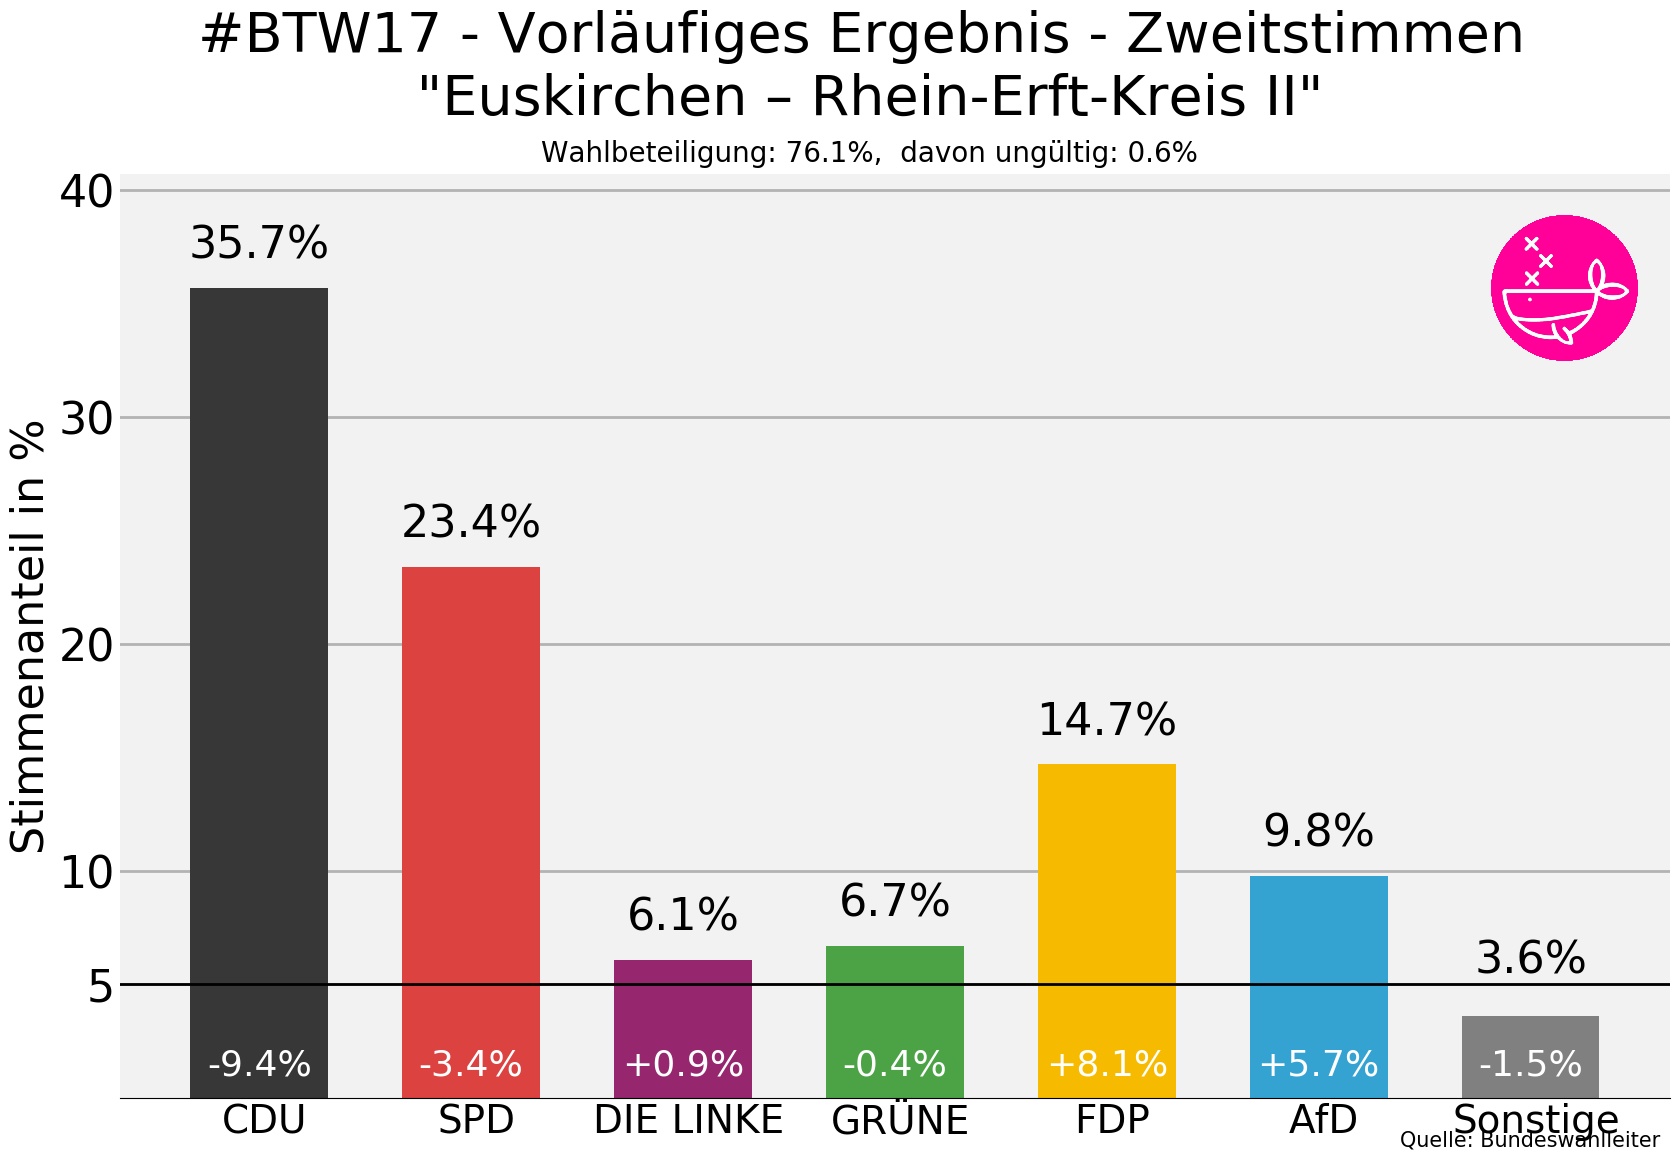 #BTW17 - Vorläufiges Ergebnis - Zweitstimmen
"Euskirchen – Rhein-Erft-Kreis II"
Wahlbeteiligung: 76.1%,  davon ungültig: 0.6%
Stimmenanteil in %
40
30
20
10
5
35.7%
23.4%
6.1%
6.7%
14.7%
9.8%
3.6%
-9.4%
-3.4%
+0.9%
-0.4%
+8.1%
+5.7%
-1.5%
CDU
SPD
DIE LINKE
GRÜNE
FDP
AfD
Sonstige
Quelle: Bundeswahlleiter